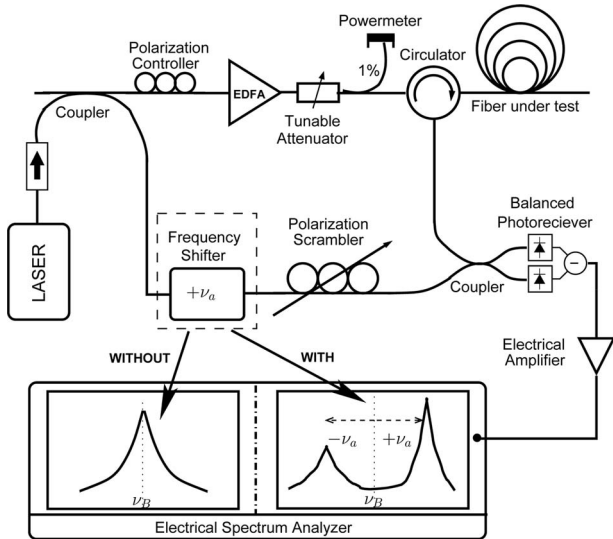 Powermeter
Polarization
Controller
1%
Circulator
EDFA
Coupler
Tunable
Attenuator
Fiber under test
LASER
Frequency
Shifter
+νa
Polarization
Scrambler
Balanced
Photoreciever
−
Coupler
Electrical
Amplifier
WITHOUT
WITH
−νa
+νa
νB
νB
Electrical Spectrum Analyzer